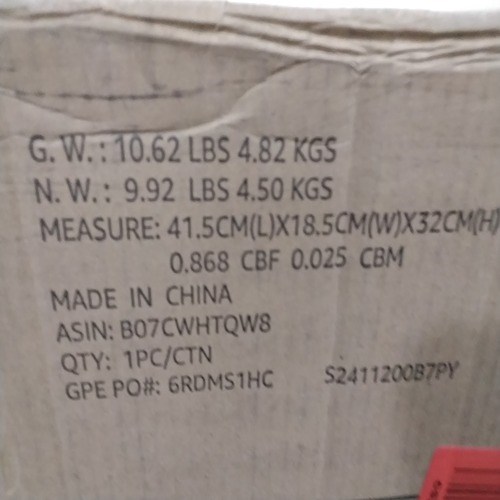 G. W. : 10.62 LBS 4.82 KGS
N. W. : 9.92 LBS 4.50 KGS
MEASURE: 41.5CM(L)X18.5CM(W)X32CM(H)
0.868 CBF 0.025 CBM
MADE IN CHINA
ASIN: B07CWHTQW8
QTY: 1PC/CTN
GPE PO#: 6RDMS1HC S2411200B7PY